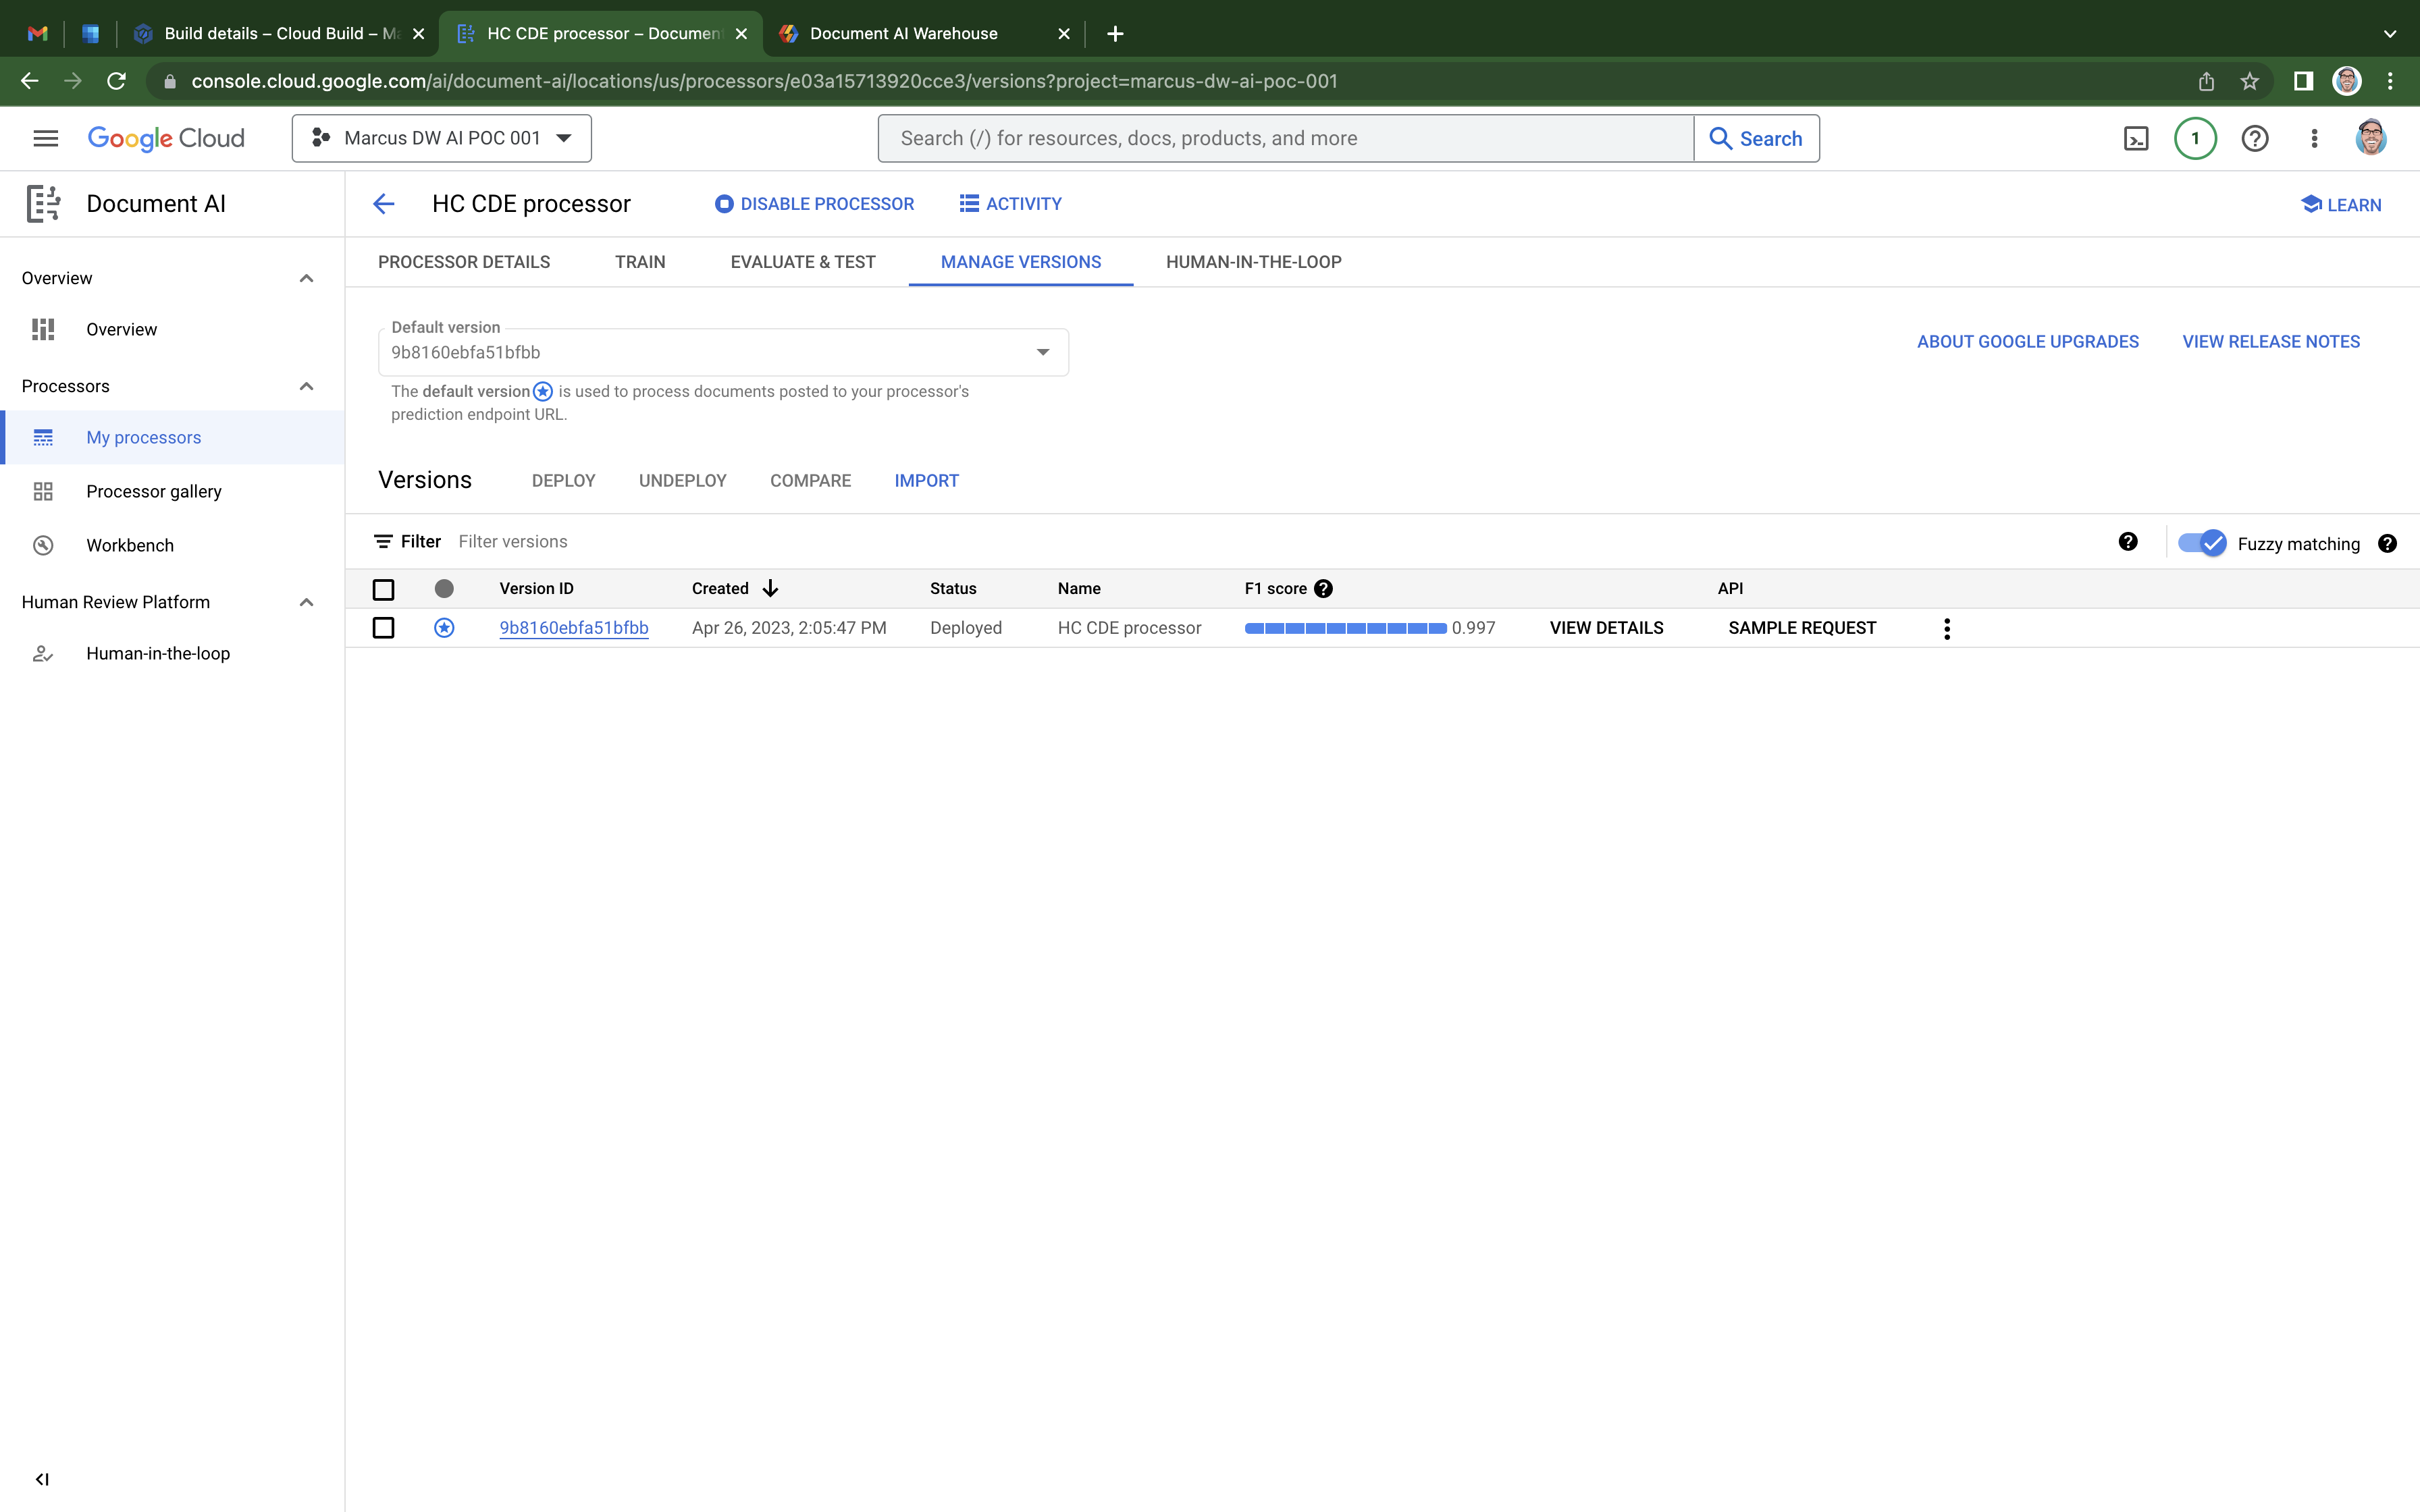 Build details – Cloud Build – Ma
HC CDE processor – Document
Document AI Warehouse
console.cloud.google.com/ai/document-ai/locations/us/processors/e03a15713920cce3/versions?project=marcus-dw-ai-poc-001
Google Cloud
Marcus DW AI POC 001
Search (/) for resources, docs, products, and more
Search
1
Document AI
HC CDE processor
DISABLE PROCESSOR
ACTIVITY
LEARN
Overview
Overview
Processors
My processors
Processor gallery
Workbench
Human Review Platform
Human-in-the-loop
PROCESSOR DETAILS
TRAIN
EVALUATE & TEST
MANAGE VERSIONS
HUMAN-IN-THE-LOOP
Default version
9b8160ebfa51bfbb
The default version is used to process documents posted to your processor's
prediction endpoint URL.
ABOUT GOOGLE UPGRADES
VIEW RELEASE NOTES
Versions
DEPLOY
UNDEPLOY
COMPARE
IMPORT
Filter
Filter versions
Fuzzy matching
Version ID
Created
Status
Name
F1 score
API
9b8160ebfa51bfbb
Apr 26, 2023, 2:05:47 PM
Deployed
HC CDE processor
0.997
VIEW DETAILS
SAMPLE REQUEST